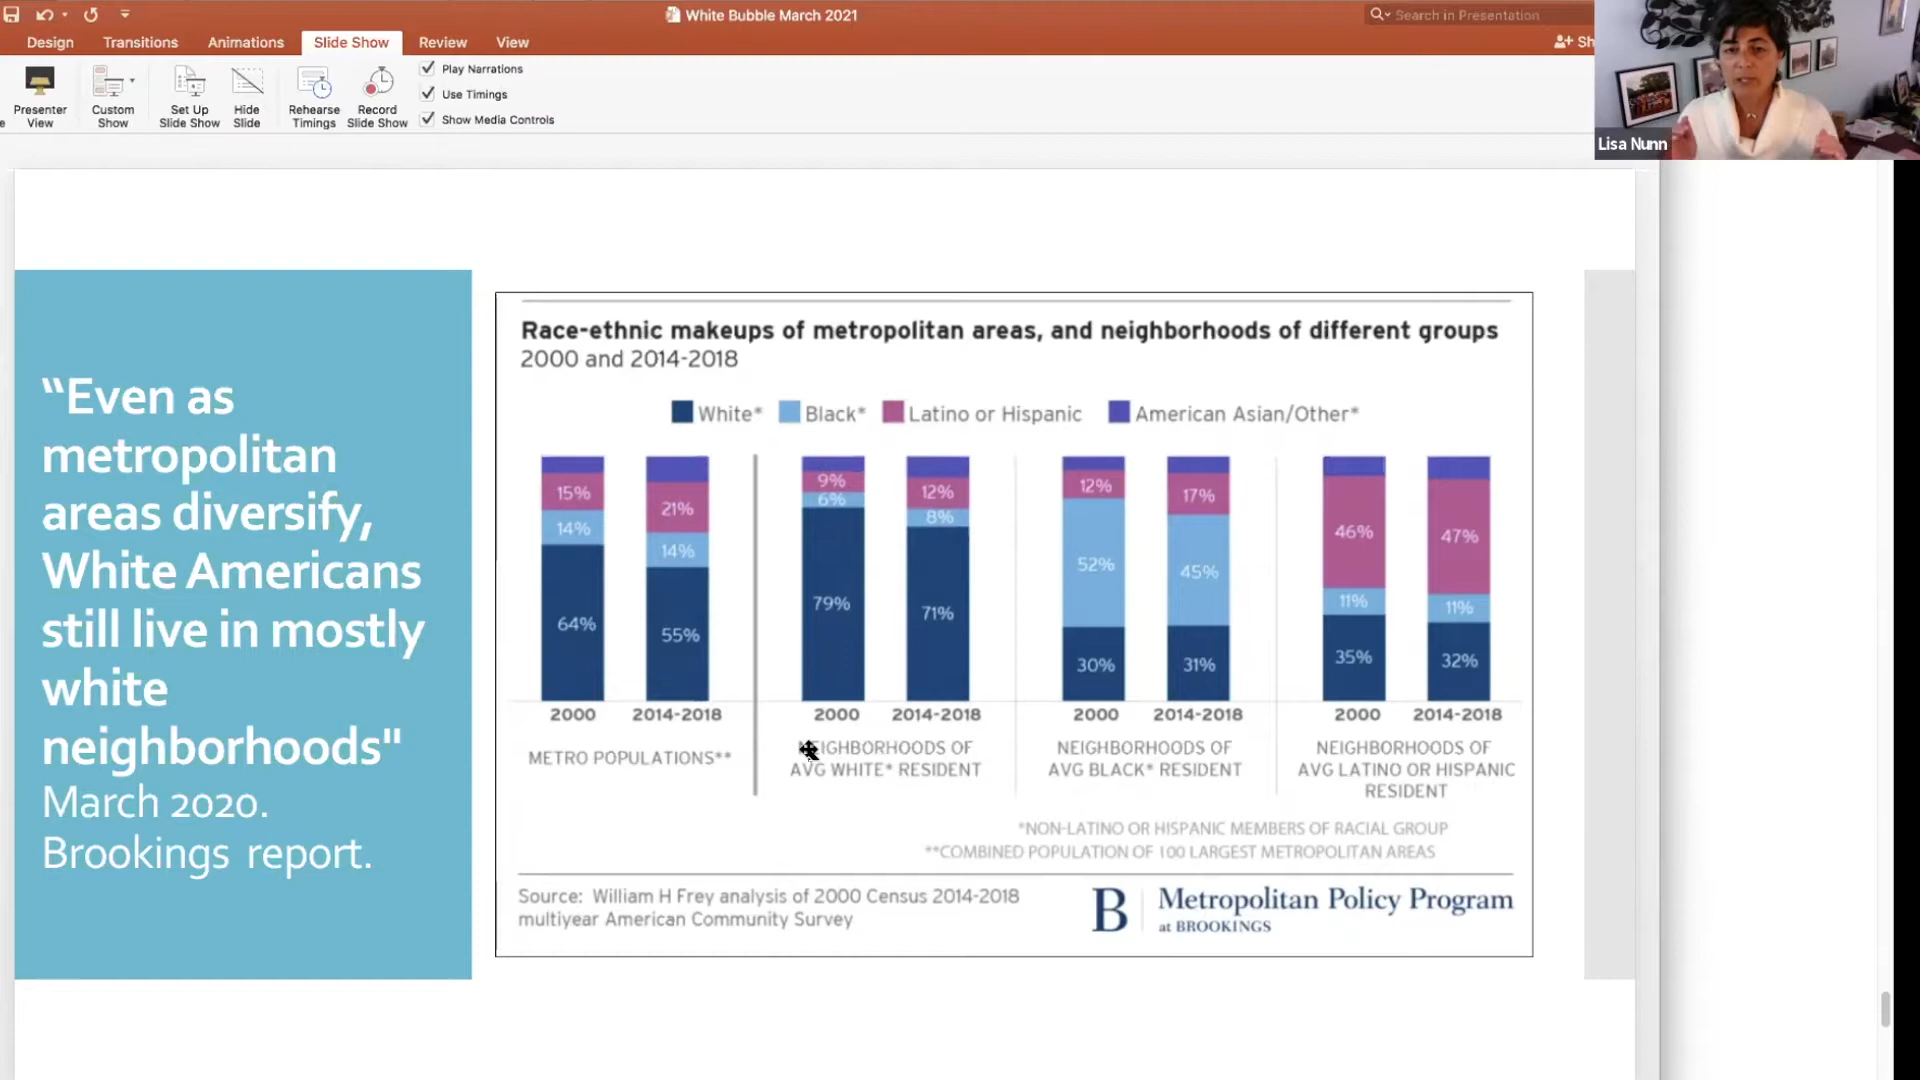 White Bubble March 2021
Search in Presentation
Design Transitions Animations Slide Show Review View
Sh
Presenter View
Custom Show
Set Up Slide Show
Hide Slide
Rehearse Timings
Record Slide Show
Play Narrations
Use Timings
Show Media Controls
Lisa Nunn
“Even as
metropolitan
areas diversify,
White Americans
still live in mostly
white
neighborhoods"
March 2020.
Brookings report.
Race-ethnic makeups of metropolitan areas, and neighborhoods of different groups
2000 and 2014-2018
White* Black* Latino or Hispanic American Asian/Other*
15% 14% 64%
21% 14% 55%
9% 6% 79%
12% 8% 71%
12% 52% 30%
17% 45% 31%
46% 11% 35%
47% 11% 32%
2000 2014-2018 2000 2014-2018 2000 2014-2018 2000 2014-2018
METRO POPULATIONS**
NEIGHBORHOODS OF
AVG WHITE* RESIDENT
NEIGHBORHOODS OF
AVG BLACK* RESIDENT
NEIGHBORHOODS OF
AVG LATINO OR HISPANIC
RESIDENT
*NON-LATINO OR HISPANIC MEMBERS OF RACIAL GROUP
**COMBINED POPULATION OF 100 LARGEST METROPOLITAN AREAS
Source: William H Frey analysis of 2000 Census 2014-2018
multiyear American Community Survey
B Metropolitan Policy Program
at BROOKINGS